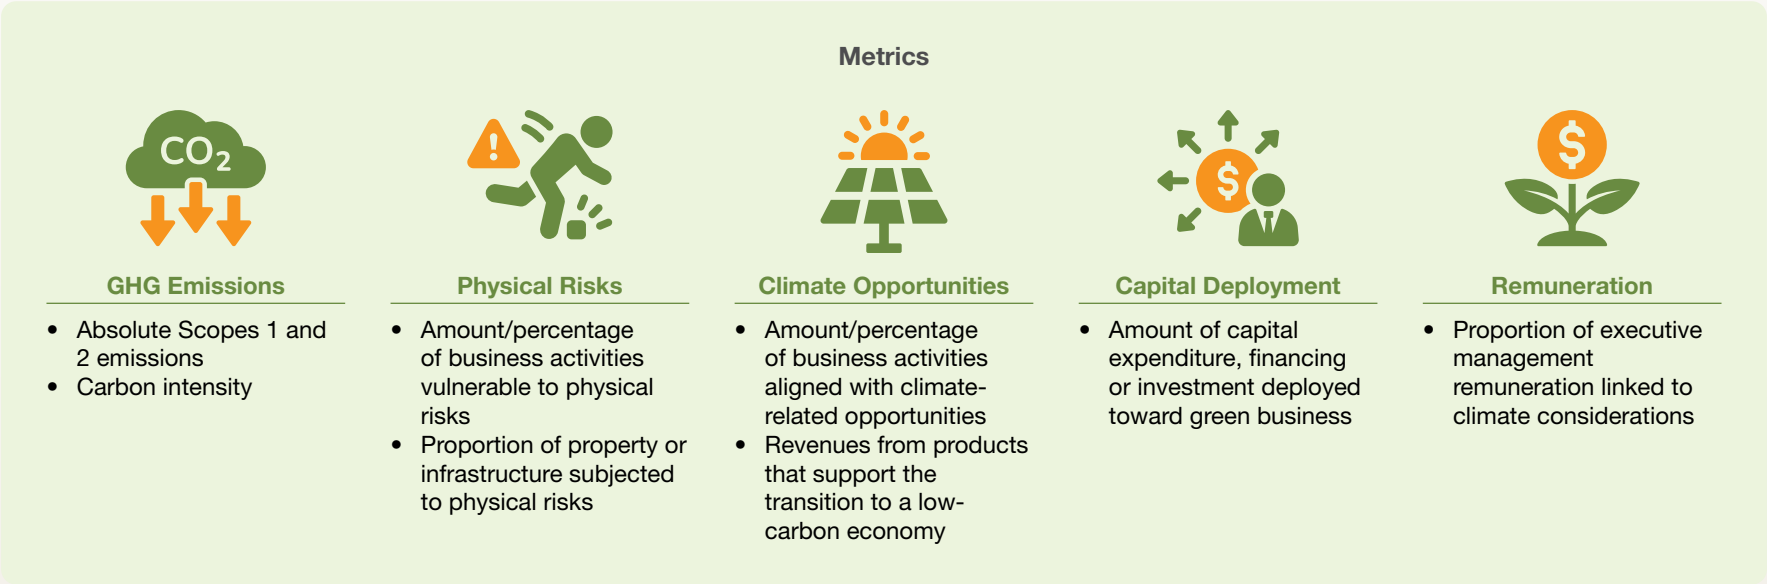 Metrics
CO2
GHG Emissions
• Absolute Scopes 1 and
2 emissions
• Carbon intensity
!
Physical Risks
• Amount/percentage
of business activities
vulnerable to physical
risks
• Proportion of property or
infrastructure subjected
to physical risks
Climate Opportunities
• Amount/percentage
of business activities
aligned with climate-
related opportunities
• Revenues from products
that support the
transition to a low-
carbon economy
$
Capital Deployment
• Amount of capital
expenditure, financing
or investment deployed
toward green business
$
Remuneration
• Proportion of executive
management
remuneration linked to
climate considerations